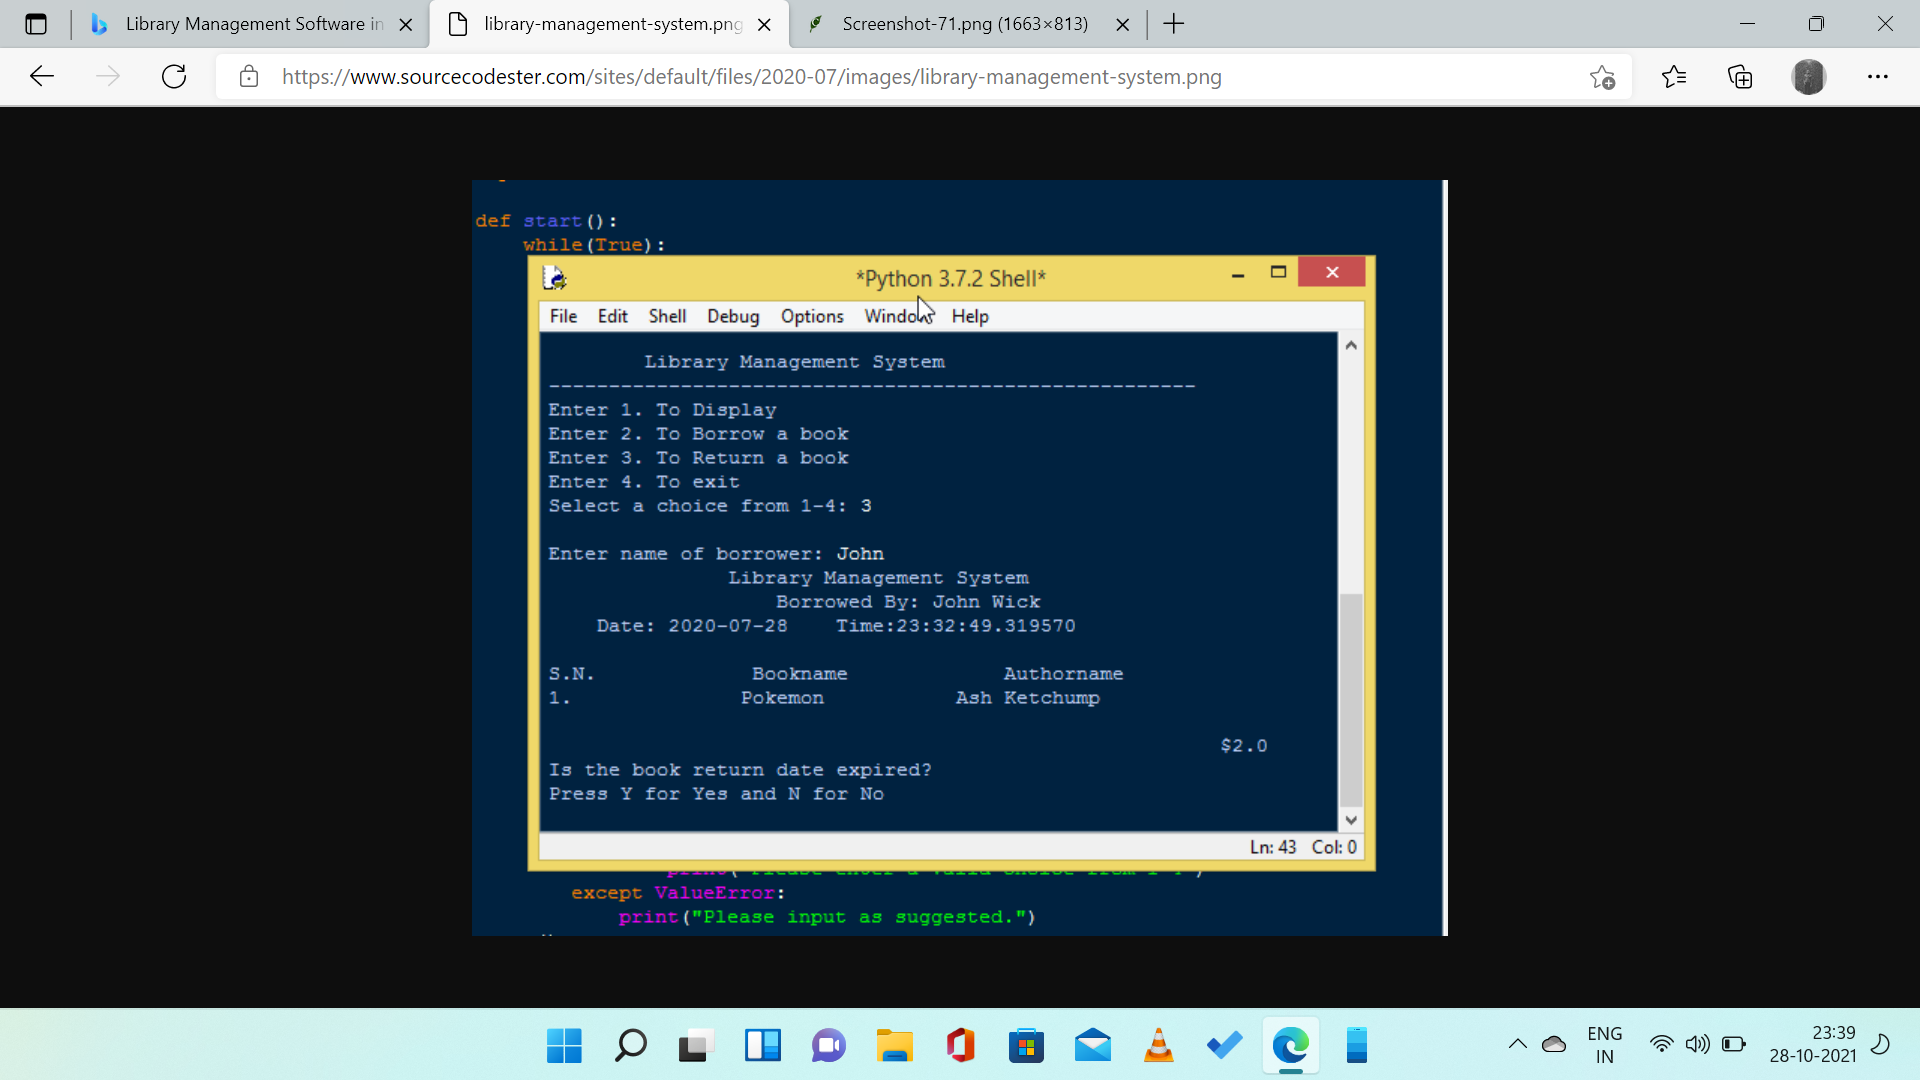 Library Management Software in
library-management-system.png
Screenshot-71.png (1663×813)
https://www.sourcecodester.com/sites/default/files/2020-07/images/library-management-system.png
def start():
while(True):
*Python 3.7.2 Shell*
File Edit Shell Debug Options Window Help
Library Management System
------------------------------------------------------
Enter 1. To Display
Enter 2. To Borrow a book
Enter 3. To Return a book
Enter 4. To exit
Select a choice from 1-4: 3
Enter name of borrower: John
Library Management System
Borrowed By: John Wick
Date: 2020-07-28 Time:23:32:49.319570
S.N. Bookname Authorname
1. Pokemon Ash Ketchump
$2.0
Is the book return date expired?
Press Y for Yes and N for No
Ln: 43 Col: 0
except ValueError:
print("Please input as suggested.")
ENG
IN
23:39
28-10-2021